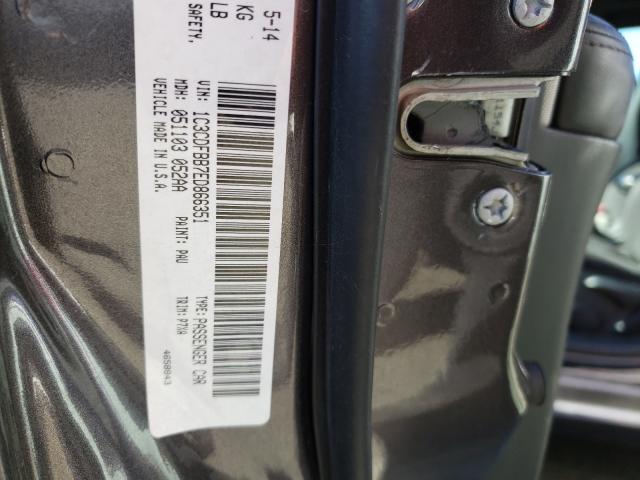 5-14
KG
LB
SAFETY,
VIN: 1C3CDFBB7ED866351
MDH: 051103 052AA
PAINT: PAU
TYPE: PASSENGER CAR
VEHICLE MADE IN U.S.A.
TRIM: P7X9
4658843